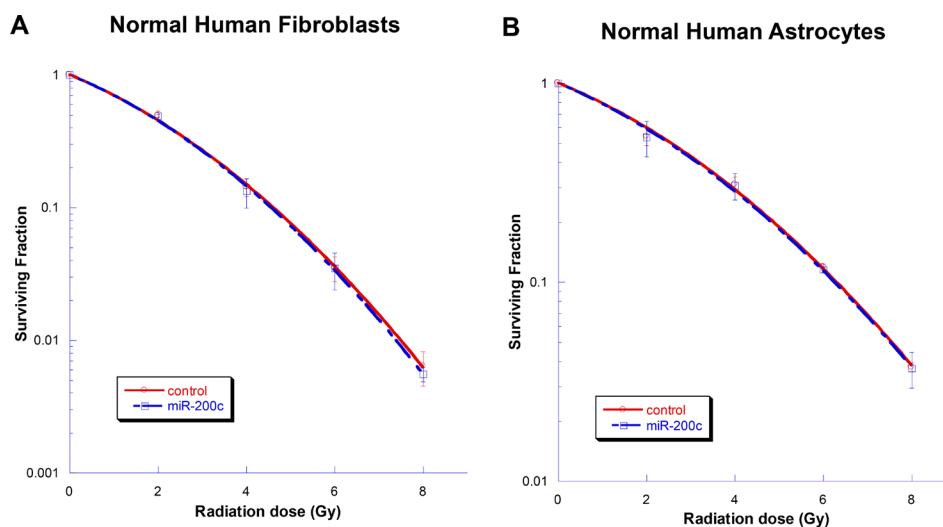 A
Normal Human Fibroblasts
1
0.1
0.01
0.001
Surviving Fraction
control
miR-200c
0
2
4
6
8
Radiation dose (Gy)
B
Normal Human Astrocytes
1
0.1
0.01
Surviving Fraction
control
miR-200c
0
2
4
6
8
Radiation dose (Gy)